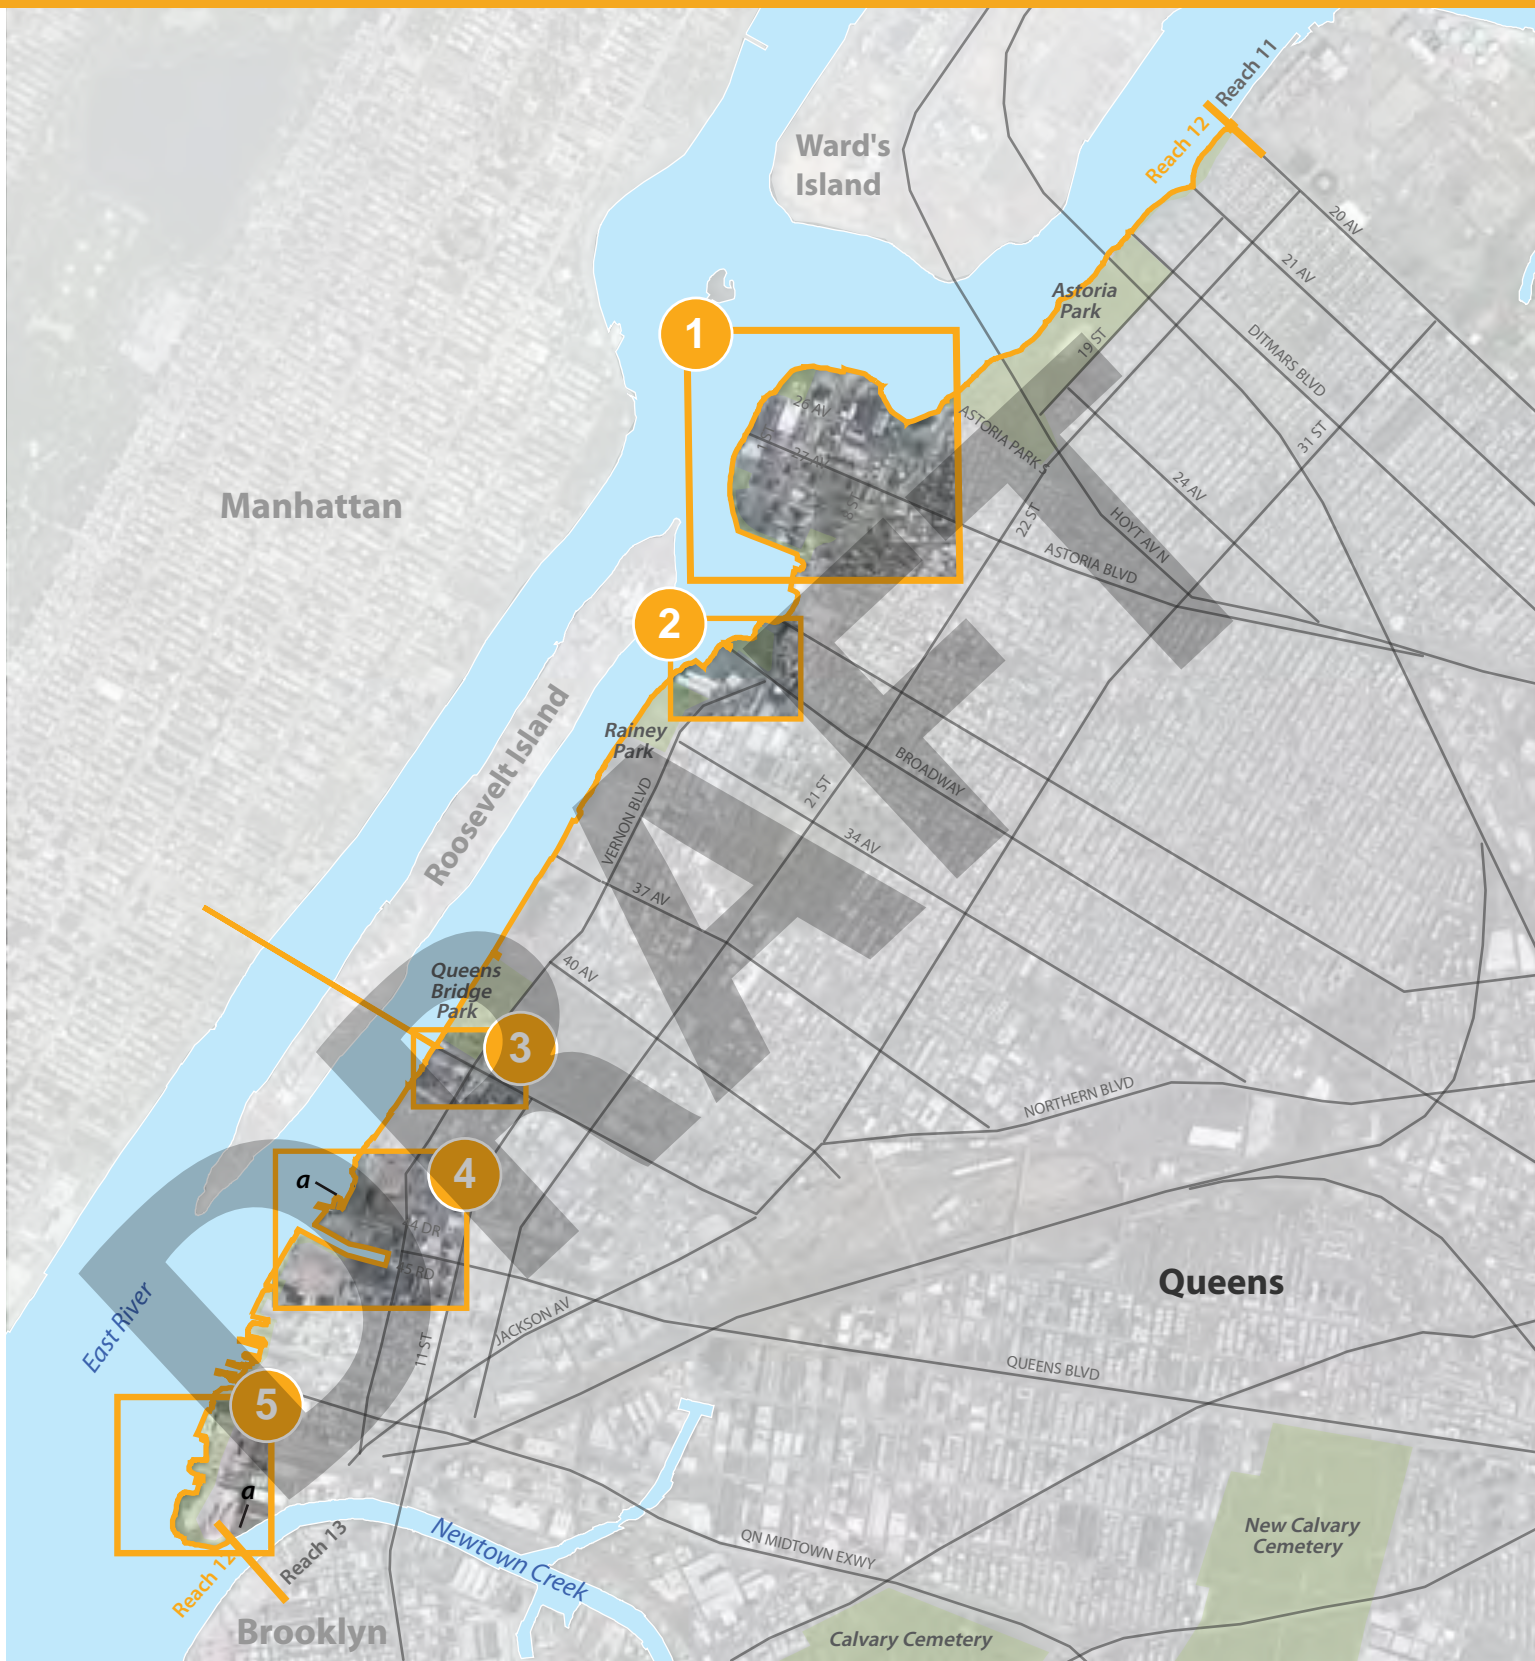 Reach 11
Reach 12
Ward's
Island
20 AV
21 AV
Astoria
Park
DITMARS BLVD
19 ST
1
26 AV
27 AV
8 ST
ASTORIA PARK S
31 ST
24 AV
22 ST
HOYT AV N
ASTORIA BLVD
Manhattan
2
Roosevelt Island
Rainey
Park
VERNON BLVD
21 ST
BROADWAY
34 AV
37 AV
40 AV
Queens
Bridge
Park
3
NORTHERN BLVD
4
a
44 DR
45 RD
Queens
East River
JACKSON AV
11 ST
QUEENS BLVD
5
a
Reach 12
Reach 13
Newtown Creek
QN MIDTOWN EXWY
New Calvary
Cemetery
Brooklyn
Calvary Cemetery
DRAFT